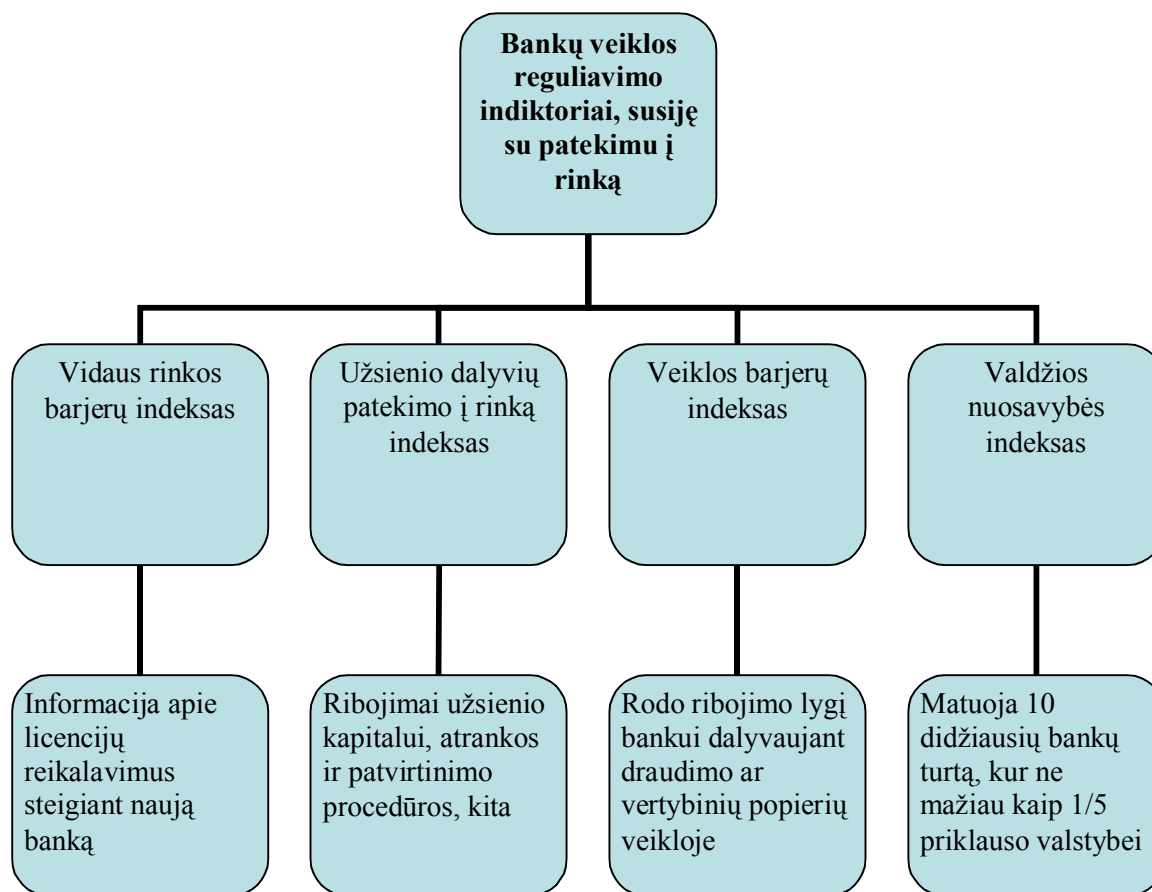 Bankų veiklos
reguliavimo
indiktoriai, susiję
su patekimu į
rinką
Vidaus rinkos
barjerų indeksas
Užsienio dalyvių
patekimo į rinką
indeksas
Veiklos barjerų
indeksas
Valdžios
nuosavybės
indeksas
Informacija apie
licencijų
reikalavimus
steigiant naują
banką
Ribojimai užsienio
kapitalui, atrankos
ir patvirtinimo
procedūros, kita
Rodo ribojimo lygį
bankui dalyvaujant
draudimo ar
vertybinių popierių
veikloje
Matuoja 10
didžiausių bankų
turtą, kur ne
mažiau kaip 1/5
priklauso valstybei